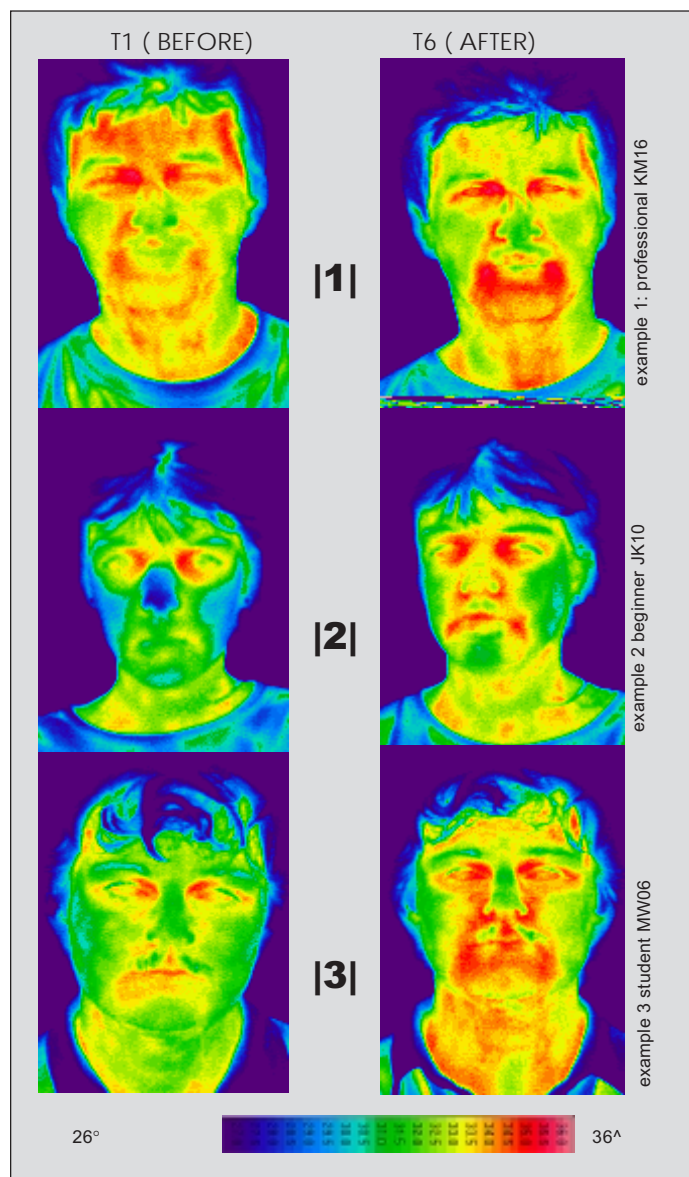 T1 ( BEFORE)
T6 ( AFTER)
|1|
example 1: professional KM16
|2|
example 2 beginner JK10
|3|
example 3 student MW06
26°
36^